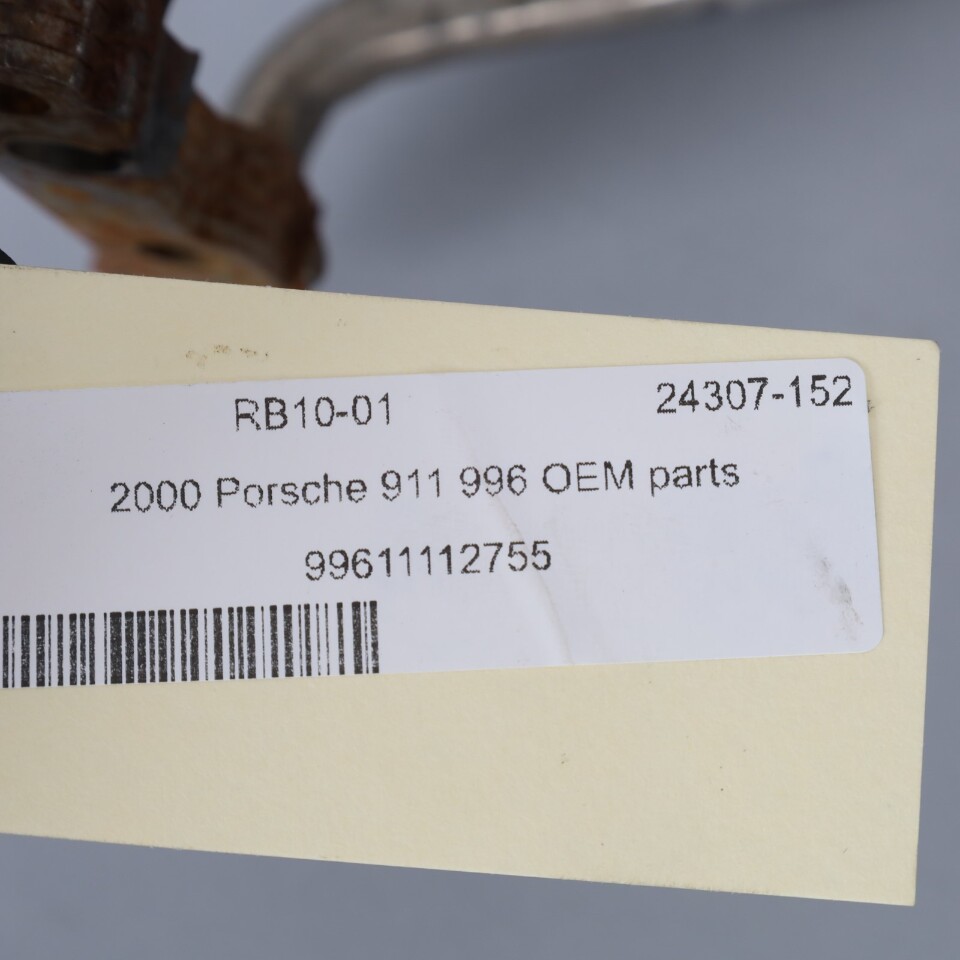 RB10-01 24307-152
2000 Porsche 911 996 OEM parts
99611112755